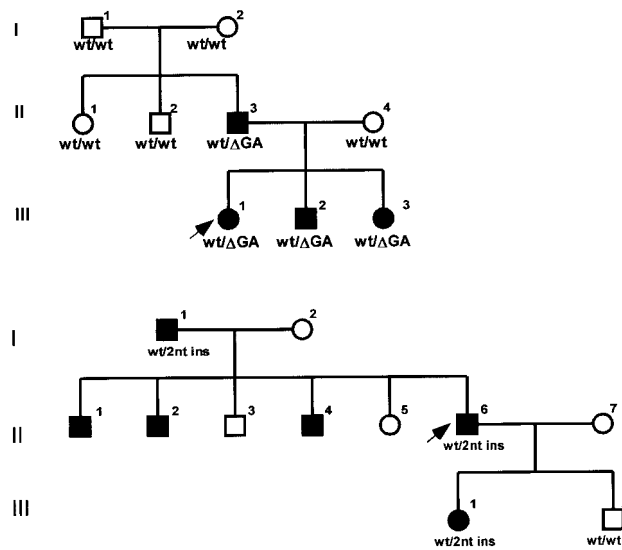 I 1 2
wt/wt wt/wt
II 1 2 3 4
wt/wt wt/wt wt/ΔGA wt/wt
III 1 2 3
wt/ΔGA wt/ΔGA wt/ΔGA
I 1 2
wt/2nt ins
II 1 2 3 4 5 6 7
wt/2nt ins
III 1
wt/2nt ins wt/wt